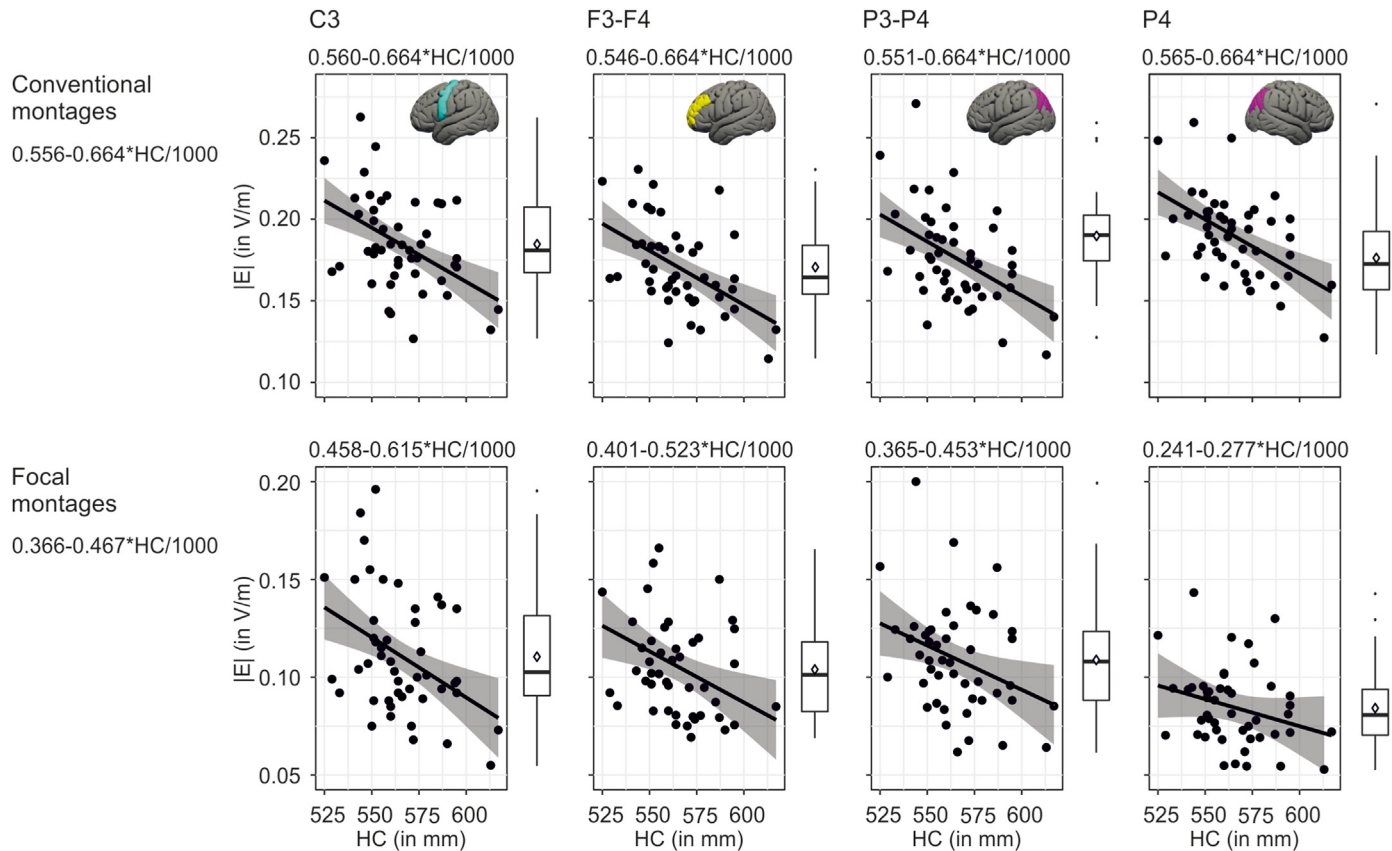 C3 F3-F4 P3-P4 P4
0.560-0.664*HC/1000 0.546-0.664*HC/1000 0.551-0.664*HC/1000 0.565-0.664*HC/1000
Conventional
montages
0.556-0.664*HC/1000
|E| (in V/m)
0.25
0.20
0.15
0.10
0.458-0.615*HC/1000 0.401-0.523*HC/1000 0.365-0.453*HC/1000 0.241-0.277*HC/1000
Focal
montages
0.366-0.467*HC/1000
|E| (in V/m)
0.20
0.15
0.10
0.05
525 550 575 600 525 550 575 600 525 550 575 600 525 550 575 600
HC (in mm) HC (in mm) HC (in mm) HC (in mm)